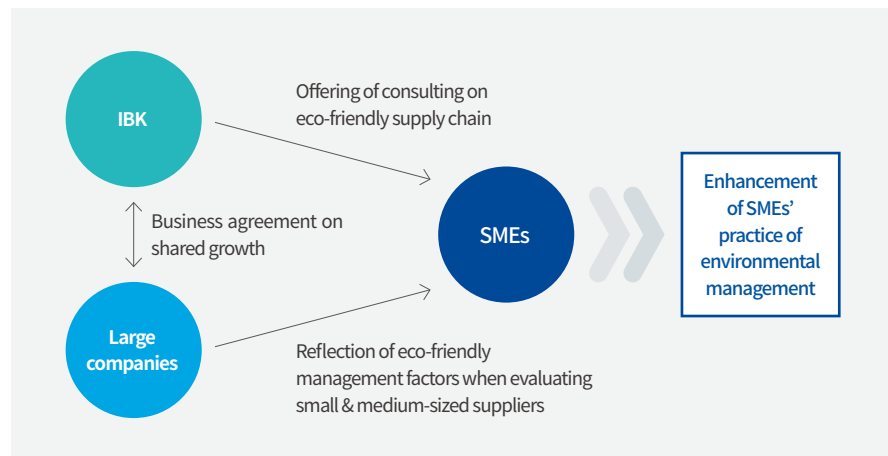 IBK
Offering of consulting on
eco-friendly supply chain
Business agreement on
shared growth
Large
companies
Reflection of eco-friendly
management factors when evaluating
small & medium-sized suppliers
SMEs
Enhancement
of SMEs’
practice of
environmental
management